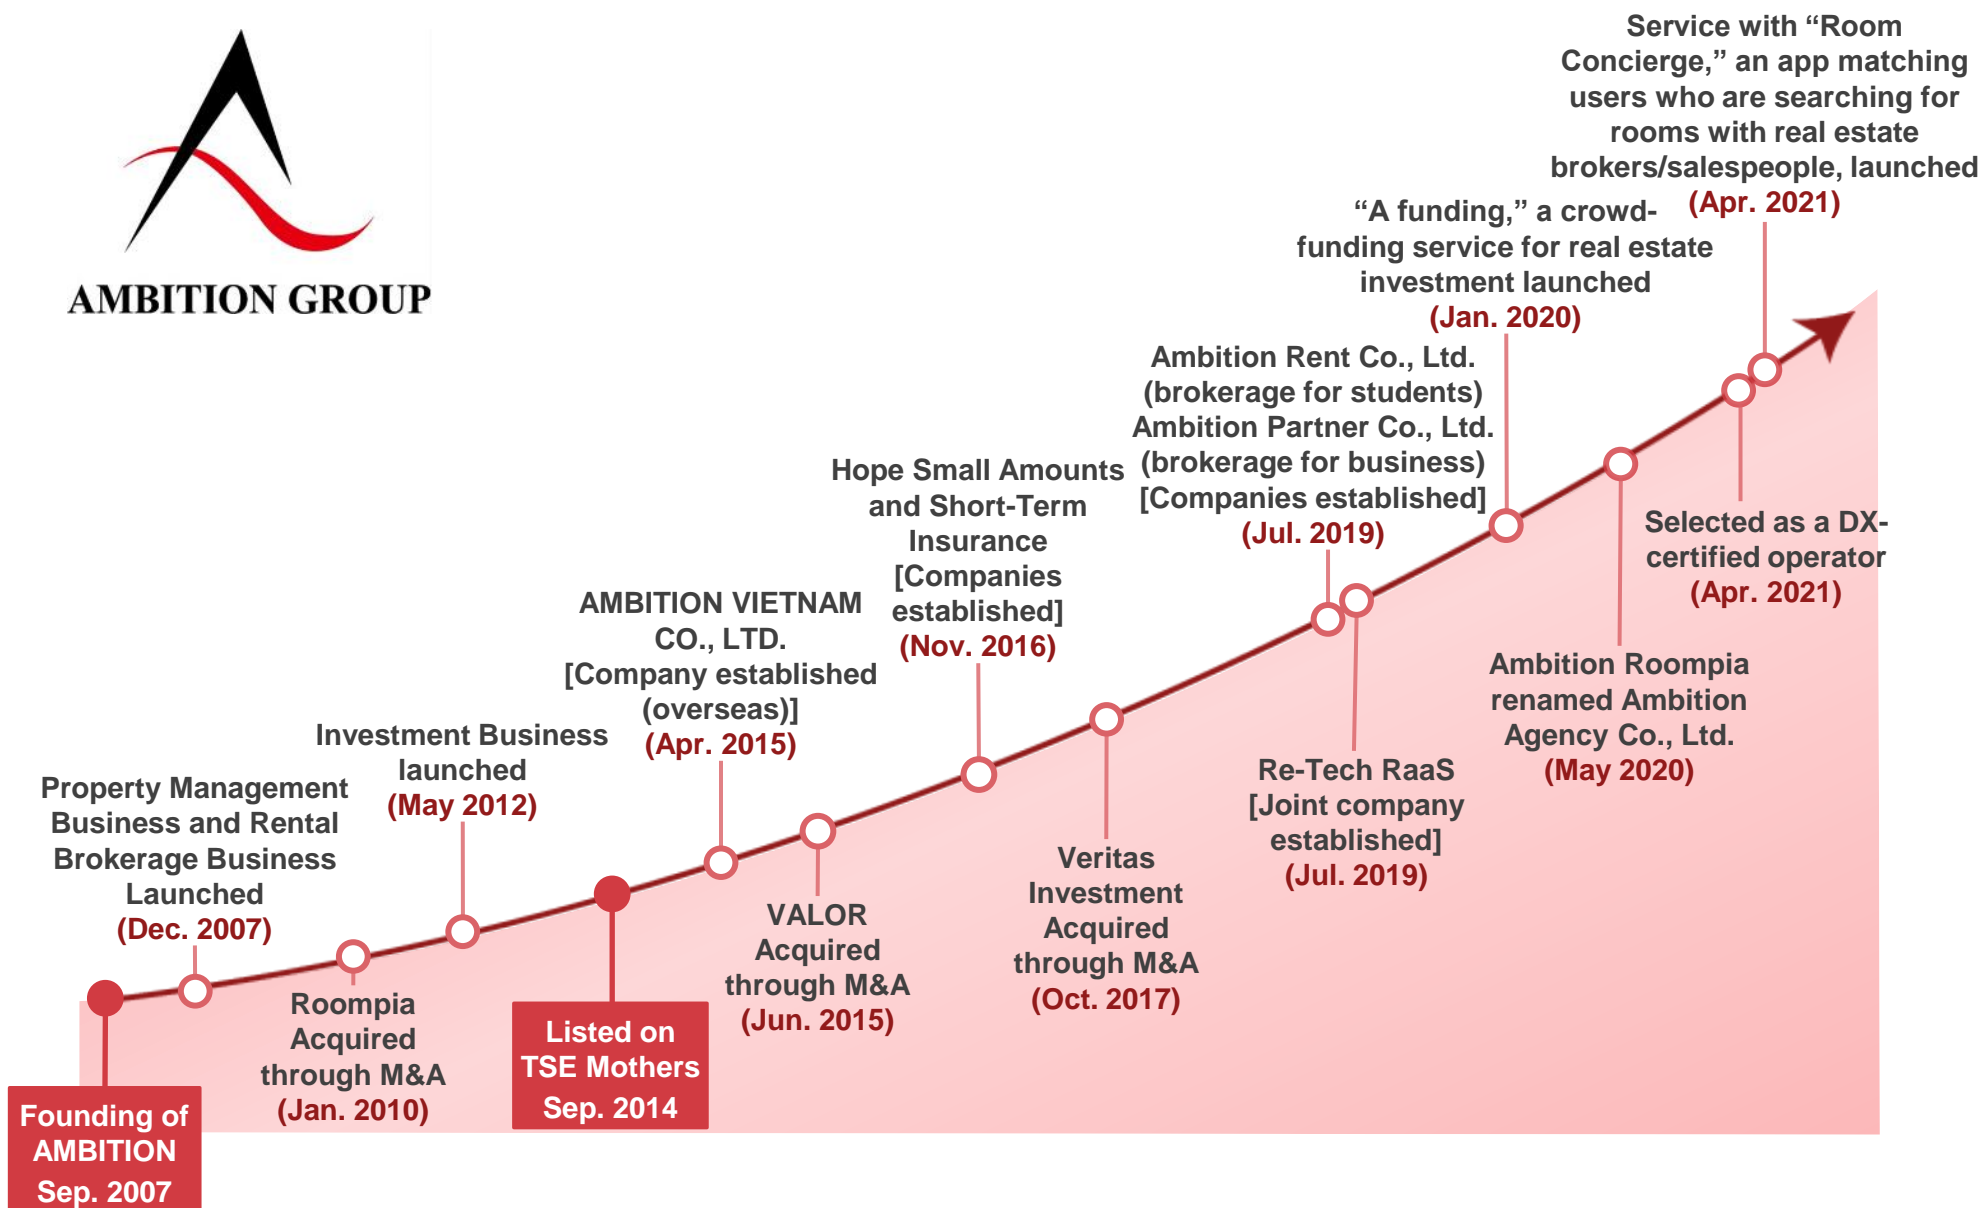 AMBITION GROUP
Founding of
AMBITION
Sep. 2007
Property Management
Business and Rental
Brokerage Business
Launched
(Dec. 2007)
Roompia
Acquired
through M&A
(Jan. 2010)
Investment Business
launched
(May 2012)
Listed on
TSE Mothers
Sep. 2014
AMBITION VIETNAM
CO., LTD.
[Company established
(overseas)]
(Apr. 2015)
VALOR
Acquired
through M&A
(Jun. 2015)
Hope Small Amounts
and Short-Term
Insurance
[Companies
established]
(Nov. 2016)
Veritas
Investment
Acquired
through M&A
(Oct. 2017)
Ambition Rent Co., Ltd.
(brokerage for students)
Ambition Partner Co., Ltd.
(brokerage for business)
[Companies established]
(Jul. 2019)
Re-Tech RaaS
[Joint company
established]
(Jul. 2019)
“A funding,” a crowd-
funding service for real estate
investment launched
(Jan. 2020)
Ambition Roompia
renamed Ambition
Agency Co., Ltd.
(May 2020)
Selected as a DX-
certified operator
(Apr. 2021)
Service with “Room
Concierge,” an app matching
users who are searching for
rooms with real estate
brokers/salespeople, launched
(Apr. 2021)